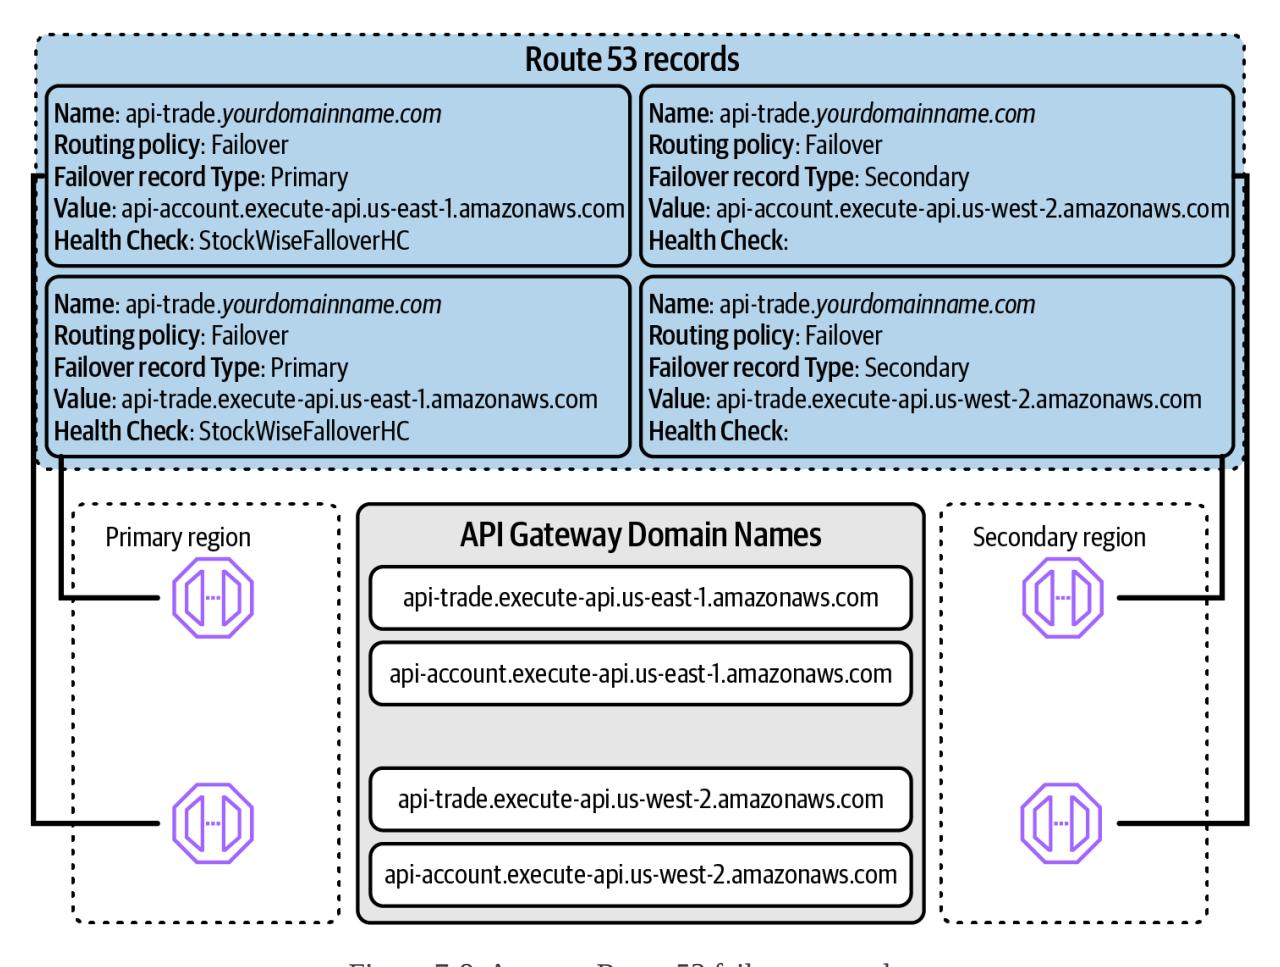 Route 53 records
Name: api-trade.yourdomainname.com
Routing policy: Failover
Failover record Type: Primary
Value: api-account.execute-api.us-east-1.amazonaws.com
Health Check: StockWiseFalloverHC
Name: api-trade.yourdomainname.com
Routing policy: Failover
Failover record Type: Secondary
Value: api-account.execute-api.us-west-2.amazonaws.com
Health Check:
Name: api-trade.yourdomainname.com
Routing policy: Failover
Failover record Type: Primary
Value: api-trade.execute-api.us-east-1.amazonaws.com
Health Check: StockWiseFalloverHC
Name: api-trade.yourdomainname.com
Routing policy: Failover
Failover record Type: Secondary
Value: api-trade.execute-api.us-west-2.amazonaws.com
Health Check:
Primary region
API Gateway Domain Names
api-trade.execute-api.us-east-1.amazonaws.com
api-account.execute-api.us-east-1.amazonaws.com
api-trade.execute-api.us-west-2.amazonaws.com
api-account.execute-api.us-west-2.amazonaws.com
Secondary region